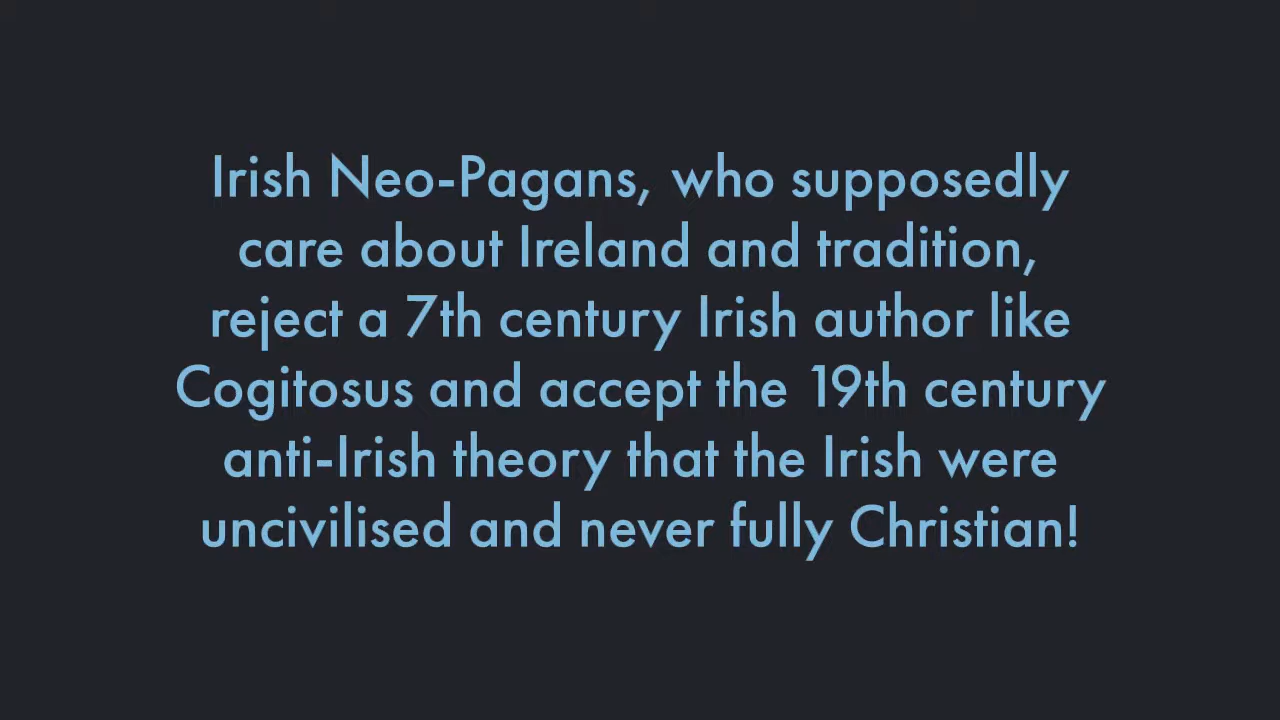 Irish Neo-Pagans, who supposedly
care about Ireland and tradition,
reject a 7th century Irish author like
Cogitosus and accept the 19th century
anti-Irish theory that the Irish were
uncivilised and never fully Christian!